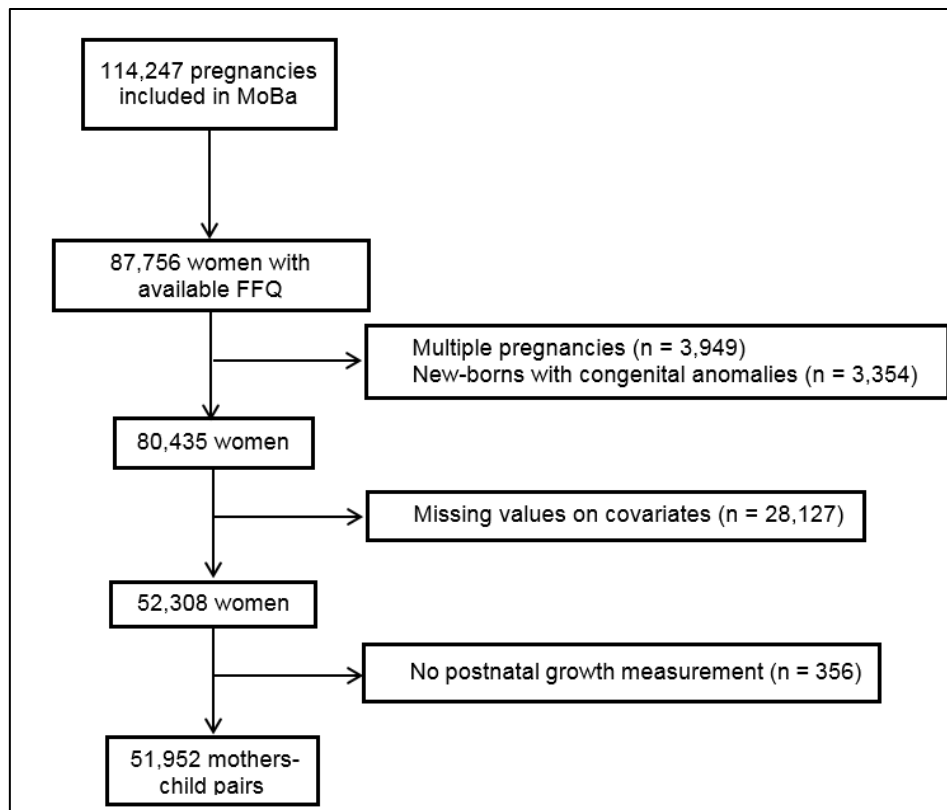 114,247 pregnancies
included in MoBa
87,756 women with
available FFQ
Multiple pregnancies (n = 3,949)
New-borns with congenital anomalies (n = 3,354)
80,435 women
Missing values on covariates (n = 28,127)
52,308 women
No postnatal growth measurement (n = 356)
51,952 mothers-
child pairs